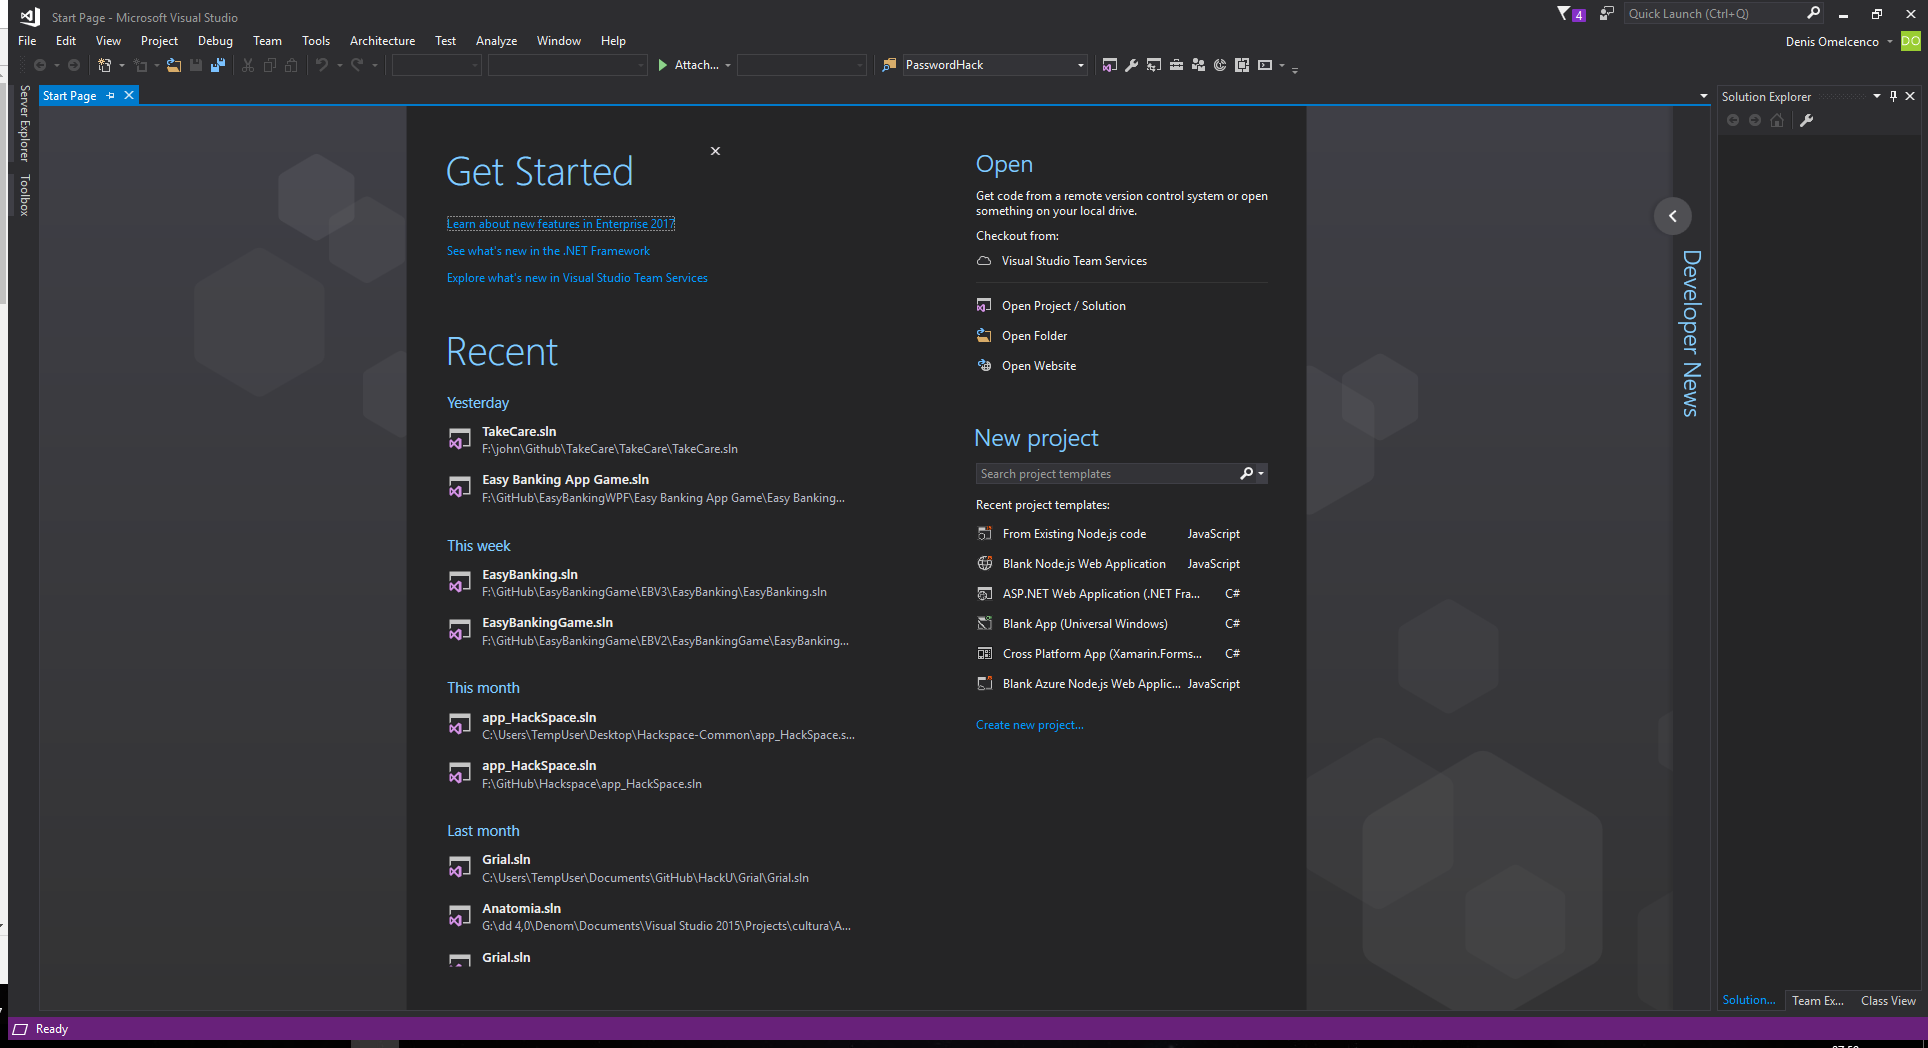 Start Page - Microsoft Visual Studio
4
Quick Launch (Ctrl+Q)
File Edit View Project Debug Team Tools Architecture Test Analyze Window Help
Denis Omelcenco
DO
Attach...
PasswordHack
Server Explorer
Toolbox
Start Page
Get Started
Learn about new features in Enterprise 2017
See what's new in the .NET Framework
Explore what's new in Visual Studio Team Services
Recent
Yesterday
TakeCare.sln
F:\john\Github\TakeCare\TakeCare\TakeCare.sln
Easy Banking App Game.sln
F:\GitHub\EasyBankingWPF\Easy Banking App Game\Easy Banking...
This week
EasyBanking.sln
F:\GitHub\EasyBankingGame\EBV3\EasyBanking\EasyBanking.sln
EasyBankingGame.sln
F:\GitHub\EasyBankingGame\EBV2\EasyBankingGame\EasyBanking...
This month
app_HackSpace.sln
C:\Users\TempUser\Desktop\Hackspace-Common\app_HackSpace.s...
app_HackSpace.sln
F:\GitHub\Hackspace\app_HackSpace.sln
Last month
Grial.sln
C:\Users\TempUser\Documents\GitHub\HackU\Grial\Grial.sln
Anatomia.sln
G:\dd 4,0\Denom\Documents\Visual Studio 2015\Projects\cultura\A...
Grial.sln
Open
Get code from a remote version control system or open
something on your local drive.
Checkout from:
Visual Studio Team Services
Open Project / Solution
Open Folder
Open Website
New project
Search project templates
Recent project templates:
From Existing Node.js code JavaScript
Blank Node.js Web Application JavaScript
ASP.NET Web Application (.NET Fra... C#
Blank App (Universal Windows) C#
Cross Platform App (Xamarin.Forms... C#
Blank Azure Node.js Web Applic... JavaScript
Create new project...
Developer News
Solution Explorer
Solution... Team Ex... Class View
Ready